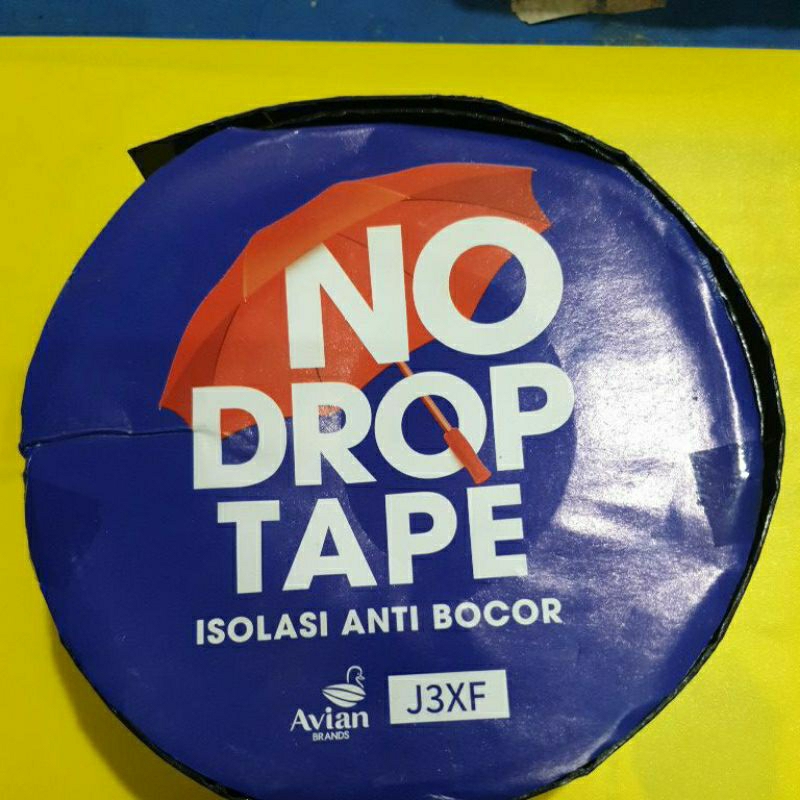 NO
DROP
TAPE
ISOLASI ANTI BOCOR
Avian
BRANDS
J3XF